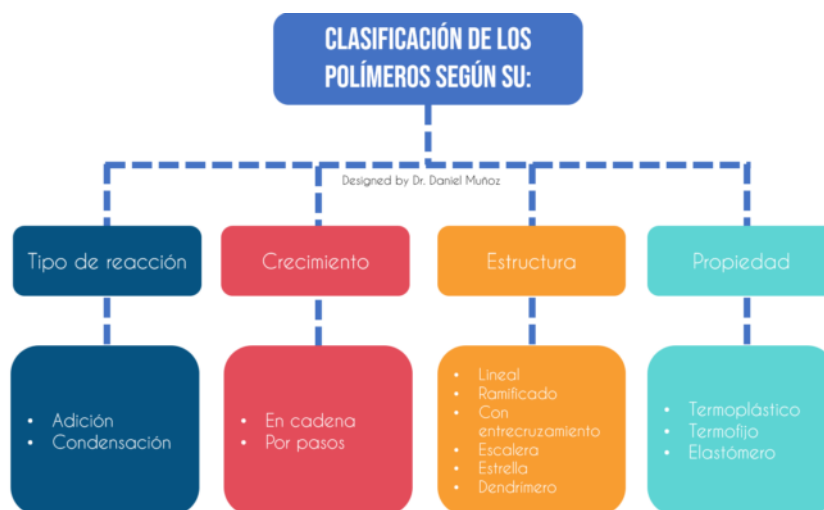 CLASIFICACIÓN DE LOS
POLÍMEROS SEGÚN SU:
Designed by Dr. Daniel Muñoz
Tipo de reacción
Crecimiento
Estructura
Propiedad
• Adición
• Condensación
• En cadena
• Por pasos
• Lineal
• Ramificado
• Con
entrecruzamiento
• Escalera
• Estrella
• Dendrímero
• Termoplástico
• Termofijo
• Elastómero